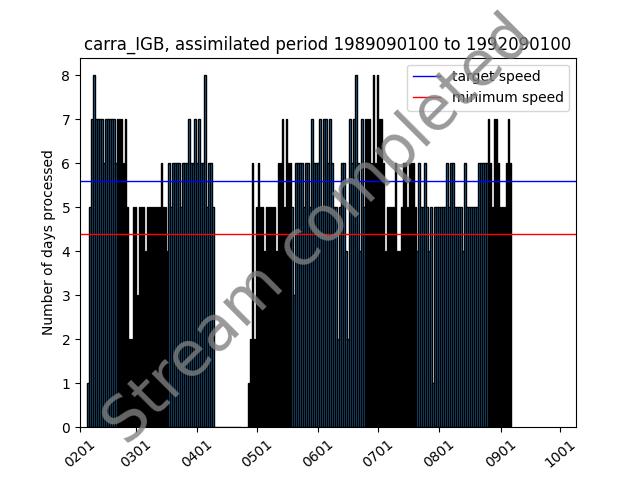 carra_IGB, assimilated period 1989090100 to 1992090100
target speed
minimum speed
Stream completed
Number of days processed
8
7
6
5
4
3
2
1
0
0201 0301 0401 0501 0601 0701 0801 0901 1001